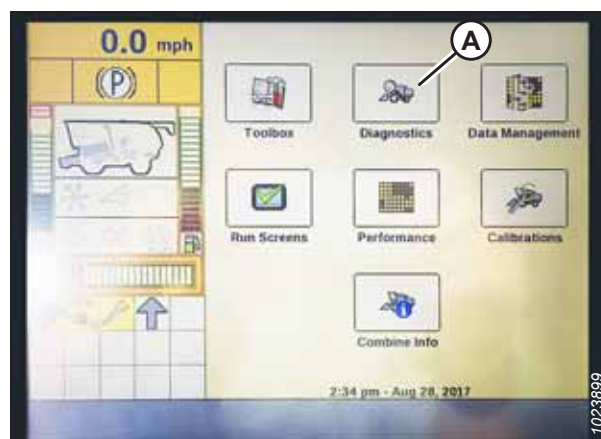 0.0 mph
A
(P)
Toolbox
Diagnostics
Data Management
Run Screens
Performance
Calibrations
Combine Info
2:34 pm - Aug 28, 2017
1023899